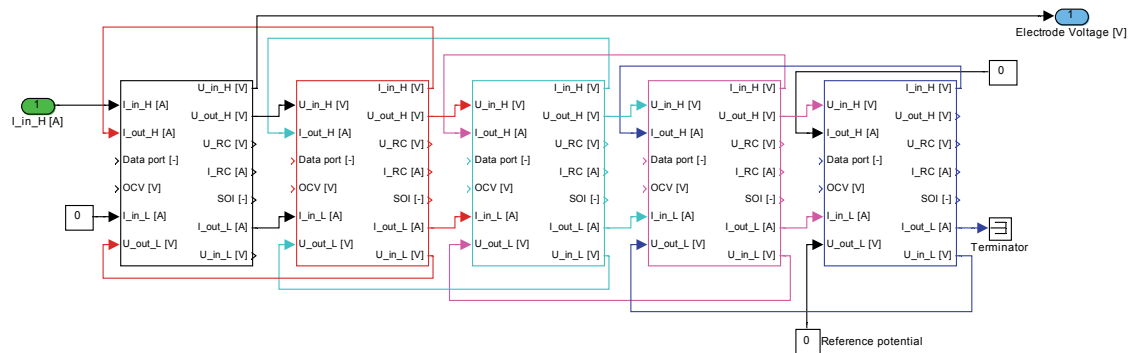 1
I_in_H [A]
0
I_in_H [A]
I_out_H [A]
Data port [-]
OCV [V]
I_in_L [A]
U_out_L [V]
U_in_H [V]
U_out_H [V]
U_RC [V]
I_RC [A]
SOI [-]
I_out_L [A]
U_in_L [V]
U_in_H [V]
I_out_H [A]
Data port [-]
OCV [V]
I_in_L [A]
U_out_L [V]
I_in_H [V]
U_out_H [V]
U_RC [V]
I_RC [A]
SOI [-]
I_out_L [A]
U_in_L [V]
U_in_H [V]
I_out_H [A]
Data port [-]
OCV [V]
I_in_L [A]
U_out_L [V]
I_in_H [V]
U_out_H [V]
U_RC [V]
I_RC [A]
SOI [-]
I_out_L [A]
U_in_L [V]
U_in_H [V]
I_out_H [A]
Data port [-]
OCV [V]
I_in_L [A]
U_out_L [V]
I_in_H [V]
U_out_H [V]
U_RC [V]
I_RC [A]
SOI [-]
I_out_L [A]
U_in_L [V]
U_in_H [V]
I_out_H [A]
Data port [-]
OCV [V]
I_in_L [A]
U_out_L [V]
I_in_H [V]
U_out_H [V]
U_RC [V]
I_RC [A]
SOI [-]
I_out_L [A]
U_in_L [V]
1
Electrode Voltage [V]
0
Terminator
0
Reference potential